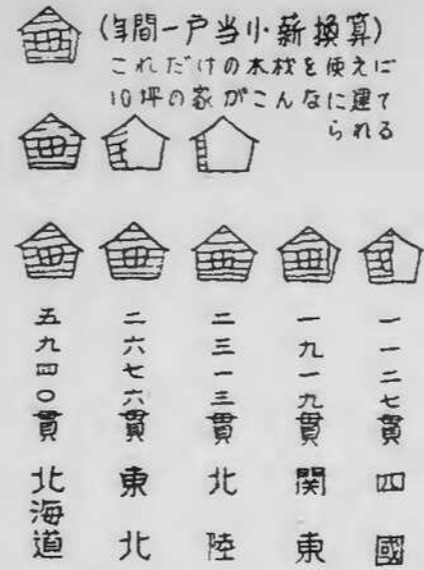 (年間一戸当小薪換算)
これだけの木材を使えば
10坪の家がこんなに建て
られる
一一二七貫 四國
一九一九貫 関東
二三一三貫 北陸
二六七六貫 東北
五九四〇貫 北海道